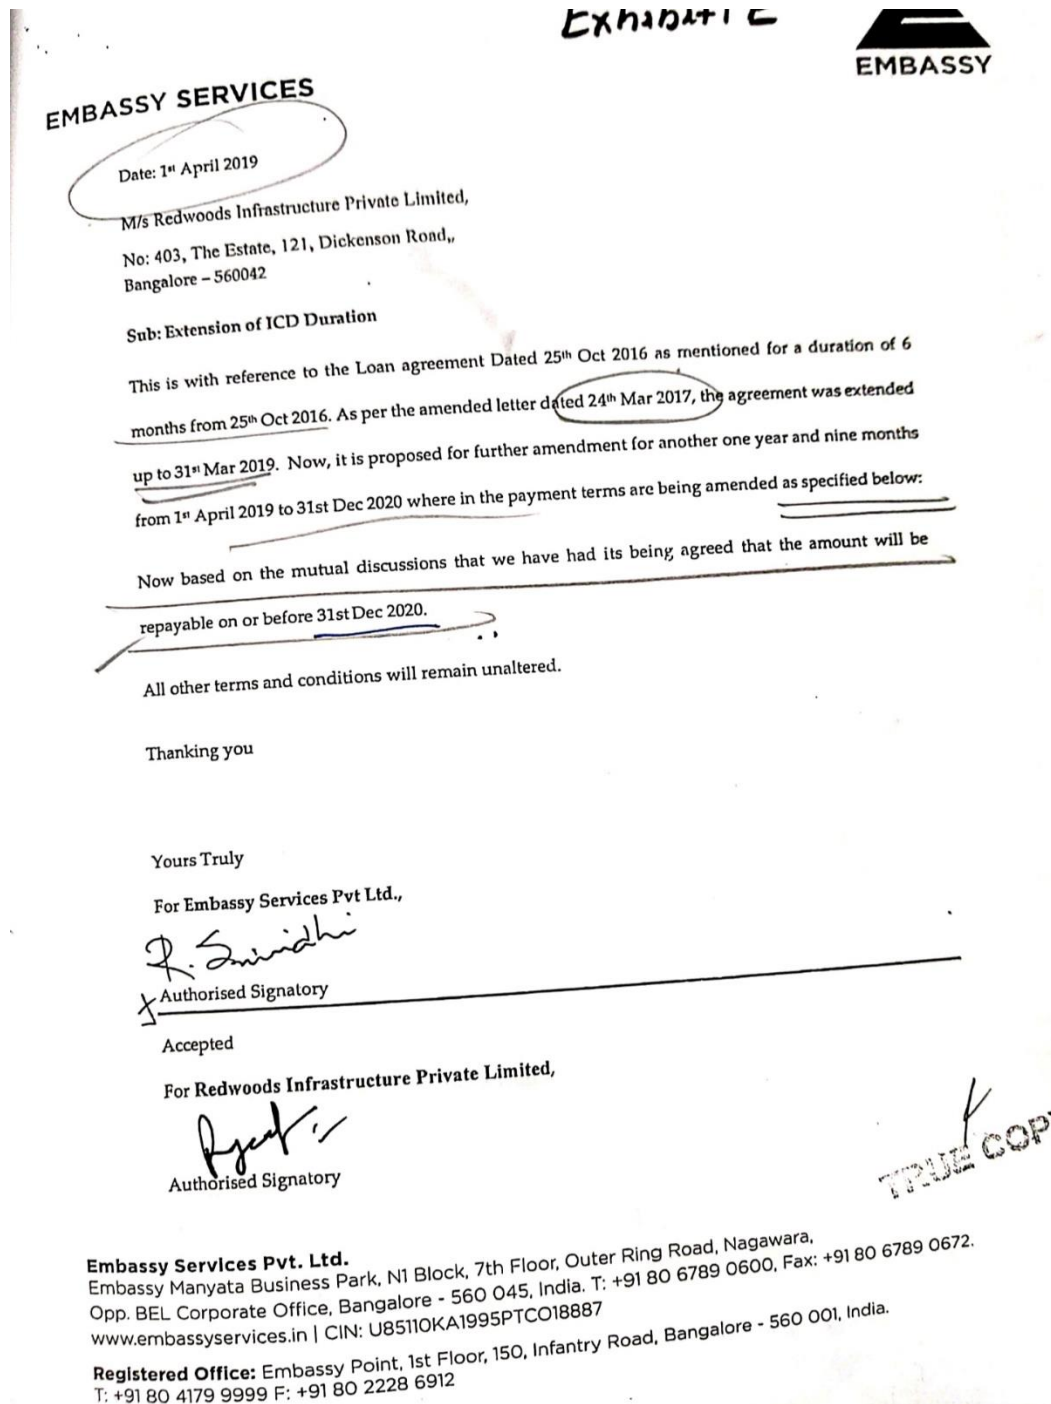 Exhibit E
EMBASSY
EMBASSY SERVICES
Date: 1st April 2019
M/s Redwoods Infrastructure Private Limited,
No: 403, The Estate, 121, Dickenson Road,,
Bangalore – 560042
Sub: Extension of ICD Duration
This is with reference to the Loan agreement Dated 25th Oct 2016 as mentioned for a duration of 6
months from 25th Oct 2016. As per the amended letter dated 24th Mar 2017, the agreement was extended
up to 31st Mar 2019. Now, it is proposed for further amendment for another one year and nine months
from 1st April 2019 to 31st Dec 2020 where in the payment terms are being amended as specified below:
Now based on the mutual discussions that we have had its being agreed that the amount will be
repayable on or before 31st Dec 2020.
All other terms and conditions will remain unaltered.
Thanking you
Yours Truly
For Embassy Services Pvt Ltd.,
R. Srinidhi
Authorised Signatory
Accepted
For Redwoods Infrastructure Private Limited,
Authorised Signatory
TRUE COP
Embassy Services Pvt. Ltd.
Embassy Manyata Business Park, N1 Block, 7th Floor, Outer Ring Road, Nagawara,
Opp. BEL Corporate Office, Bangalore - 560 045, India. T: +91 80 6789 0600, Fax: +91 80 6789 0672.
www.embassyservices.in | CIN: U85110KA1995PTCO18887
Registered Office: Embassy Point, 1st Floor, 150, Infantry Road, Bangalore - 560 001, India.
T: +91 80 4179 9999 F: +91 80 2228 6912